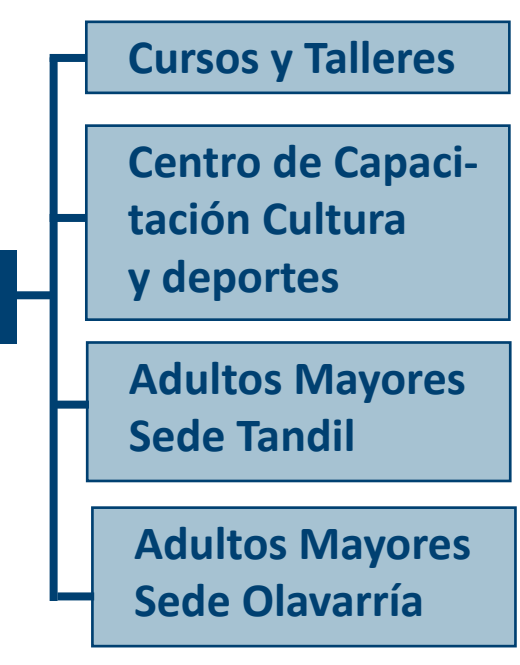 Cursos y Talleres
Centro de Capaci-
tación Cultura
y deportes
Adultos Mayores
Sede Tandil
Adultos Mayores
Sede Olavarría